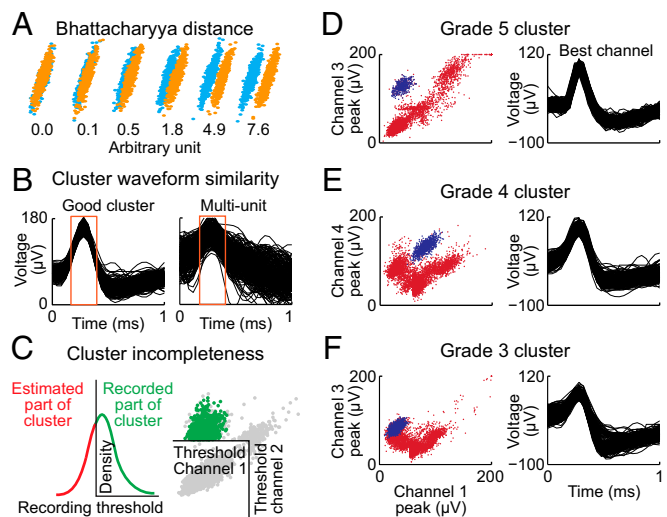 A
Bhattacharyya distance
0.0 0.1 0.5 1.8 4.9 7.6
Arbitrary unit
B
Cluster waveform similarity
Good cluster
Multi-unit
180
0
Voltage
(µV)
0 Time (ms) 1
0 Time (ms) 1
C
Cluster incompleteness
Estimated
part of
cluster
Recorded
part of
cluster
Density
Recording threshold
Threshold
Channel 1
Threshold
channel 2
D
Grade 5 cluster
200
0
Channel 3
peak (µV)
Best channel
120
−100
Voltage
(µV)
E
Grade 4 cluster
200
0
Channel 4
peak (µV)
120
−100
Voltage
(µV)
F
Grade 3 cluster
200
0
Channel 3
peak (µV)
0 200
Channel 1
peak (µV)
120
−100
Voltage
(µV)
0 1
Time (ms)